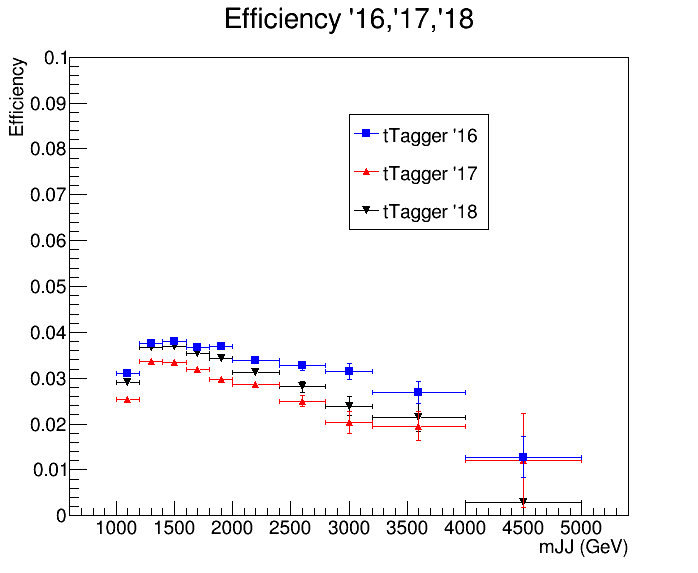 Efficiency '16,'17,'18
Efficiency
0.1
0.09
0.08
0.07
0.06
0.05
0.04
0.03
0.02
0.01
0
tTagger '16
tTagger '17
tTagger '18
1000 1500 2000 2500 3000 3500 4000 4500 5000
mJJ (GeV)